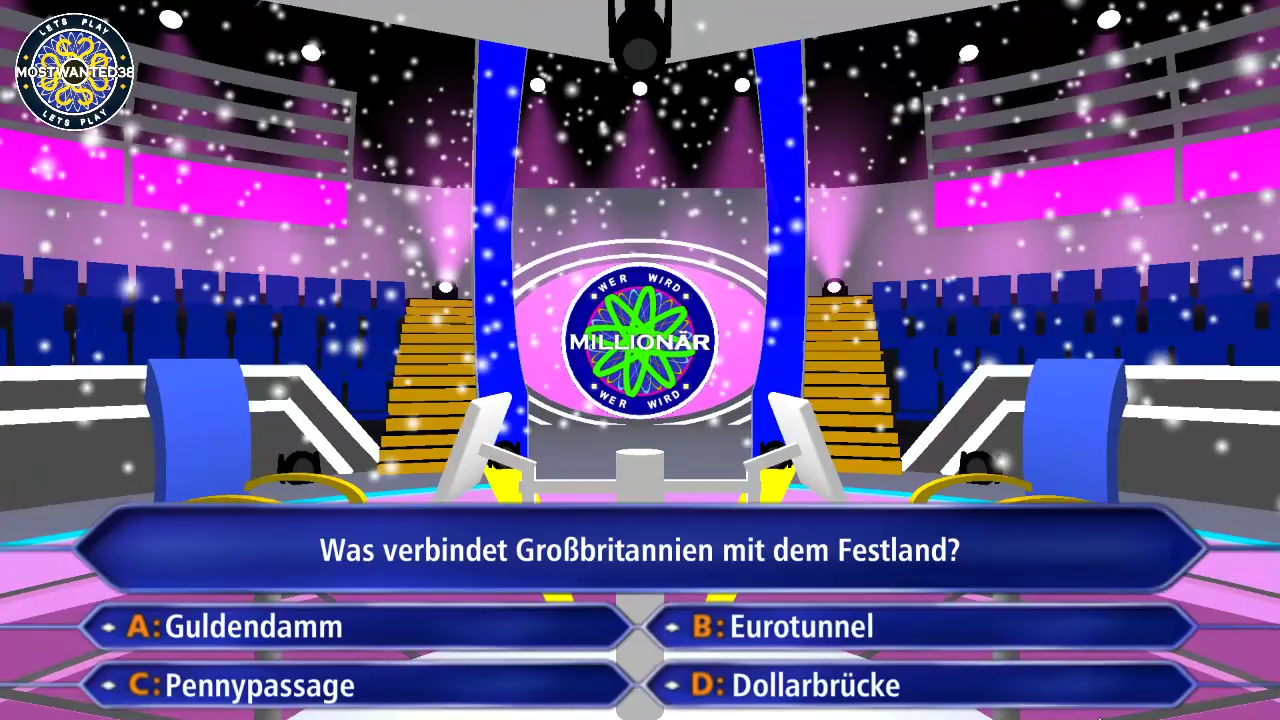 LETS PLAY
MOSTWANTED38
LETS PLAY
WER WIRD
MILLIONÄR
WER WIRD
Was verbindet Großbritannien mit dem Festland?
A: Guldendamm
B: Eurotunnel
C: Pennypassage
D: Dollarbrücke